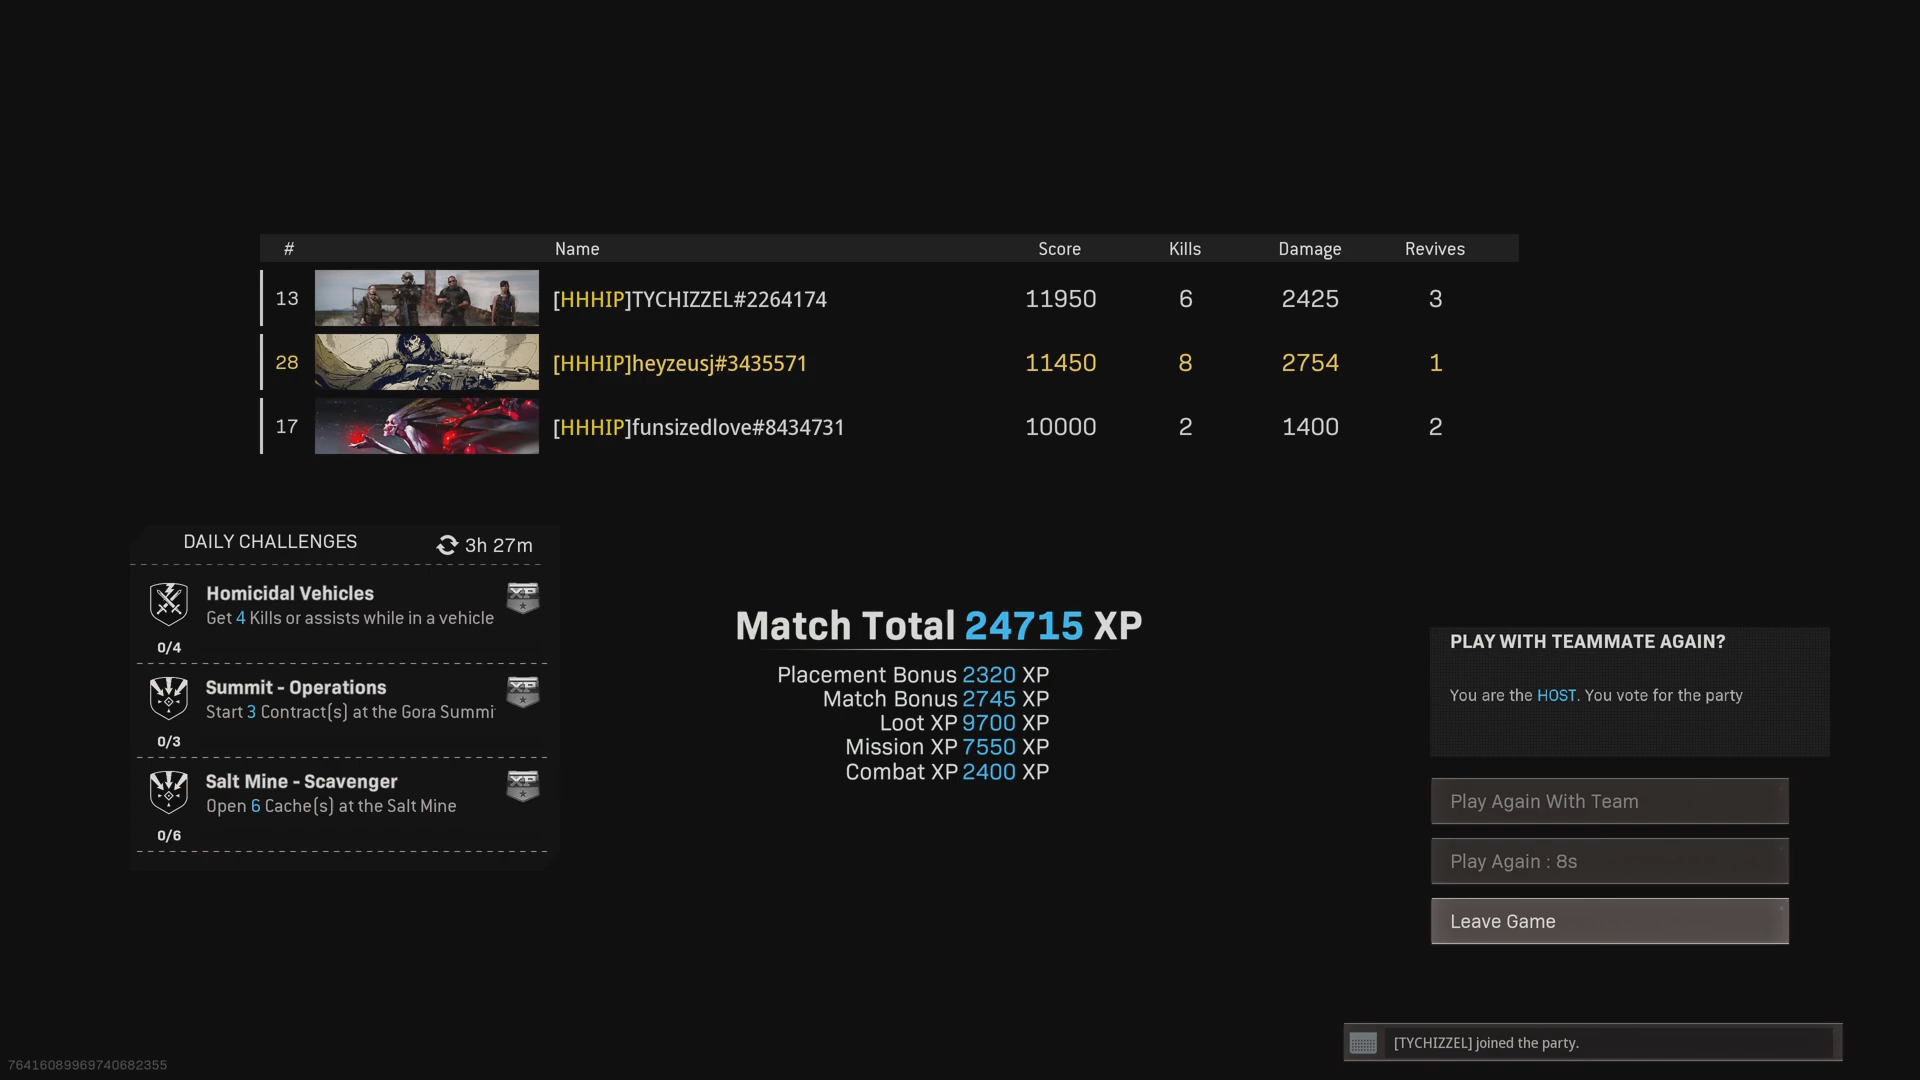 # Name Score Kills Damage Revives
13 [HHHIP]TYCHIZZEL#2264174 11950 6 2425 3
28 [HHHIP]heyzeusj#3435571 11450 8 2754 1
17 [HHHIP]funsizedlove#8434731 10000 2 1400 2
DAILY CHALLENGES 3h 27m
Homicidal Vehicles XP
Get 4 Kills or assists while in a vehicle
0/4
Summit - Operations XP
Start 3 Contract(s) at the Gora Summi
0/3
Salt Mine - Scavenger XP
Open 6 Cache(s) at the Salt Mine
0/6
Match Total 24715 XP
Placement Bonus 2320 XP
Match Bonus 2745 XP
Loot XP 9700 XP
Mission XP 7550 XP
Combat XP 2400 XP
PLAY WITH TEAMMATE AGAIN?
You are the HOST. You vote for the party
Play Again With Team
Play Again : 8s
Leave Game
[TYCHIZZEL] joined the party.
76416089969740682355